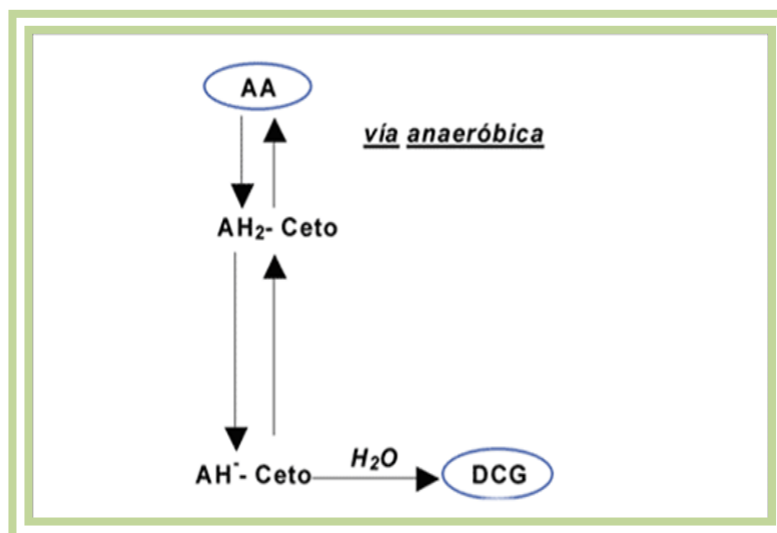 AA
vía anaeróbica
AH₂- Ceto
AH⁻- Ceto
H₂O
DCG